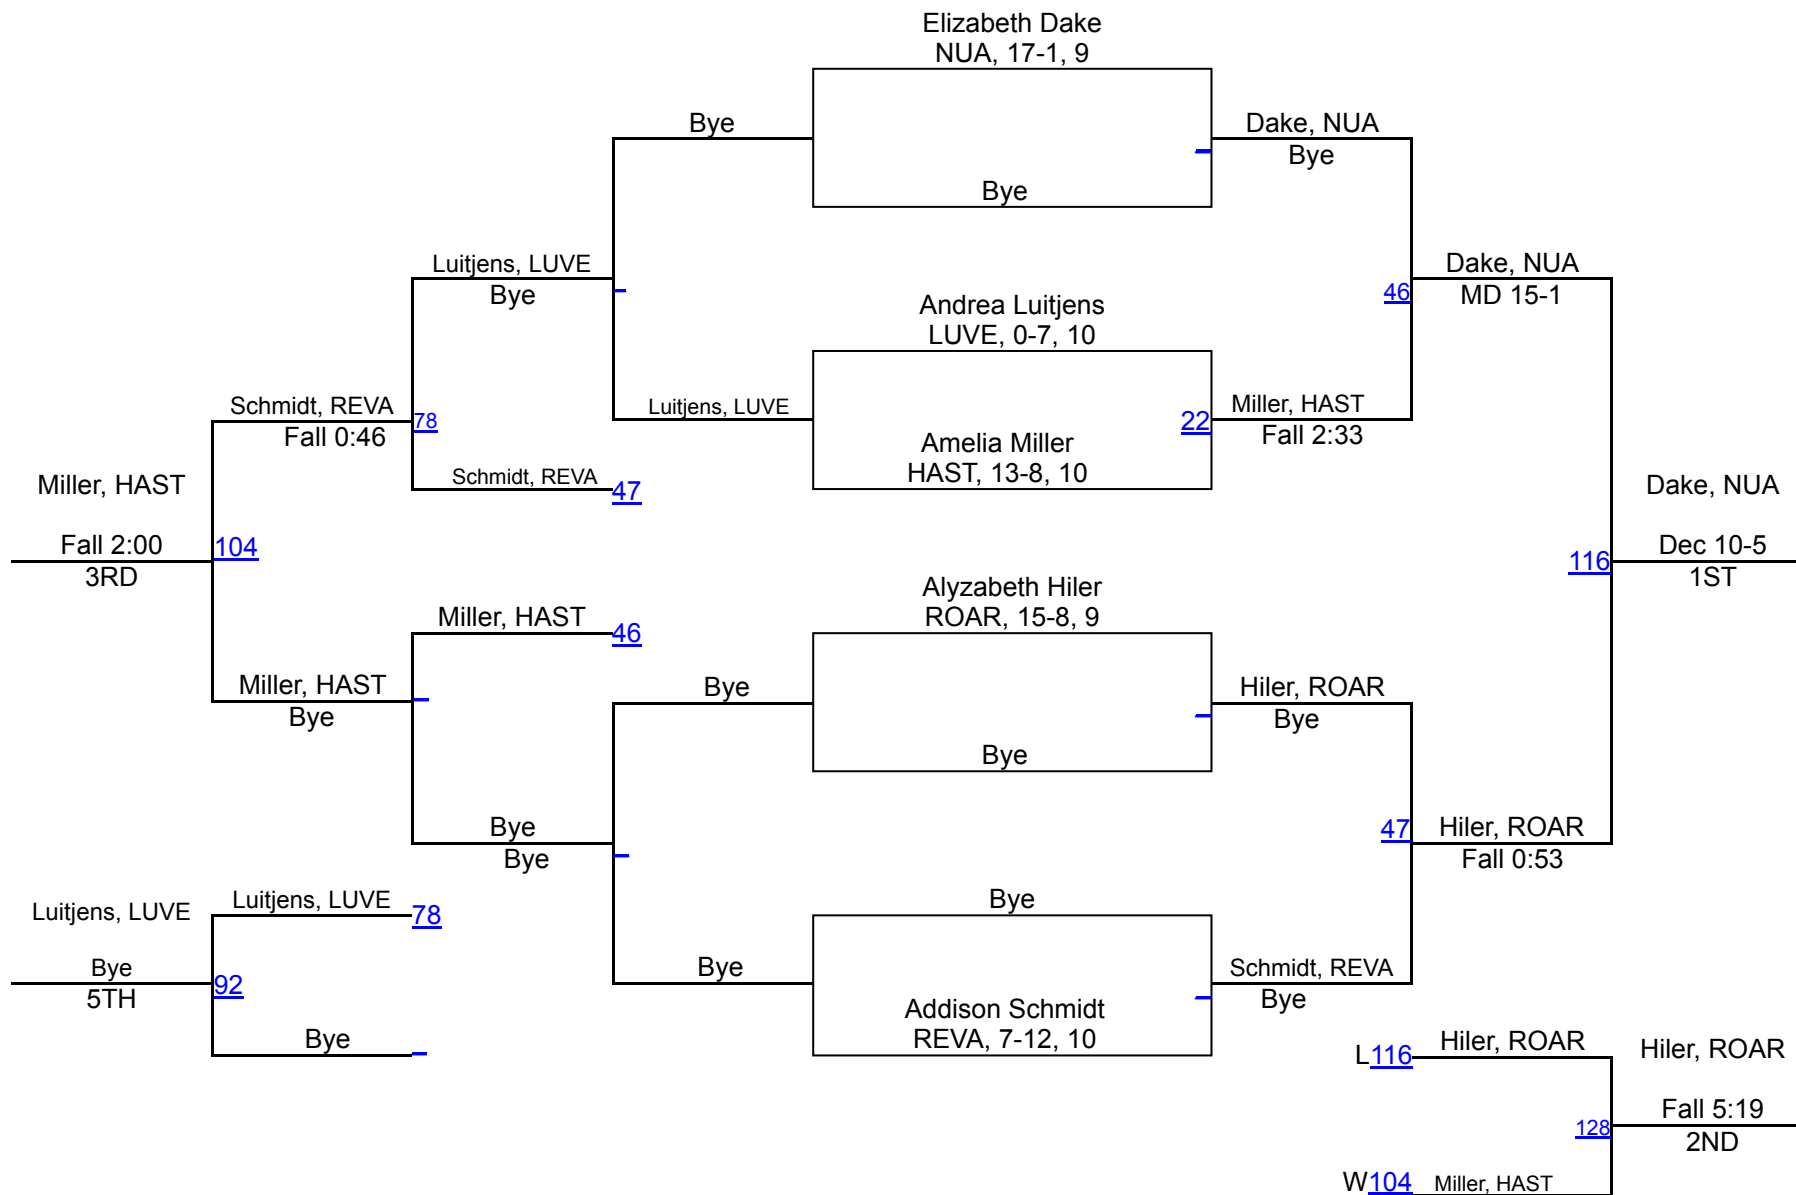 Elizabeth Dake
NUA, 17-1, 9
Bye
Dake, NUA
Bye
Bye
Luitjens, LUVE
Bye
Dake, NUA
46
MD 15-1
Andrea Luitjens
LUVE, 0-7, 10
Schmidt, REVA
78
Fall 0:46
Luitjens, LUVE
22
Miller, HAST
Fall 2:33
Amelia Miller
HAST, 13-8, 10
Schmidt, REVA
47
Miller, HAST
Dake, NUA
Fall 2:00
104
3RD
116
Dec 10-5
1ST
Alyzabeth Hiler
ROAR, 15-8, 9
Miller, HAST
46
Miller, HAST
Bye
Bye
Hiler, ROAR
Bye
Bye
Bye
Bye
47
Hiler, ROAR
Fall 0:53
Luitjens, LUVE
Luitjens, LUVE
78
Bye
Bye
92
5TH
Bye
Schmidt, REVA
Bye
Addison Schmidt
REVA, 7-12, 10
Bye
L116
Hiler, ROAR
Hiler, ROAR
Fall 5:19
128
2ND
W104
Miller, HAST